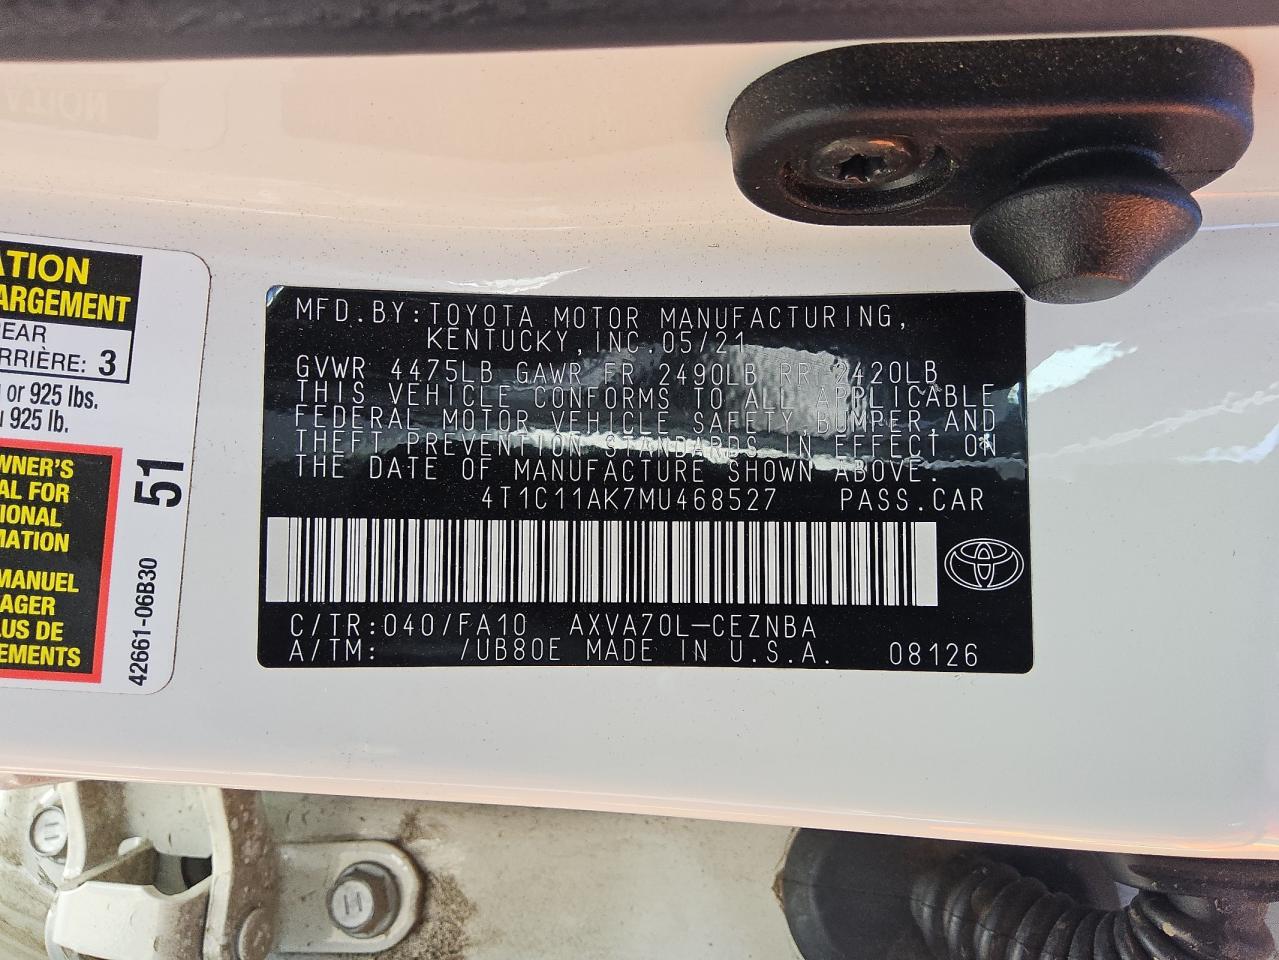 ATION
ARGEMENT
REAR
ARRIÈRE: 3
or 925 lbs.
925 lb.
WNER'S
AL FOR
IONAL
MATION
MANUEL
AGER
LUS DE
EMENTS
51
42661-06B30
MFD.BY:TOYOTA MOTOR MANUFACTURING,
KENTUCKY,INC.05/21
GVWR 4475LB GAWR FR 2490LB RR 2420LB
THIS VEHICLE CONFORMS TO ALL APPLICABLE
FEDERAL MOTOR VEHICLE SAFETY,BUMPER,AND
THEFT PREVENTION STANDARDS IN EFFECT ON
THE DATE OF MANUFACTURE SHOWN ABOVE.
4T1C11AK7MU468527 PASS.CAR
C/TR:040/FA10 AXVA70L-CEZNBA
A/TM: /UB80E MADE IN U.S.A. 08126